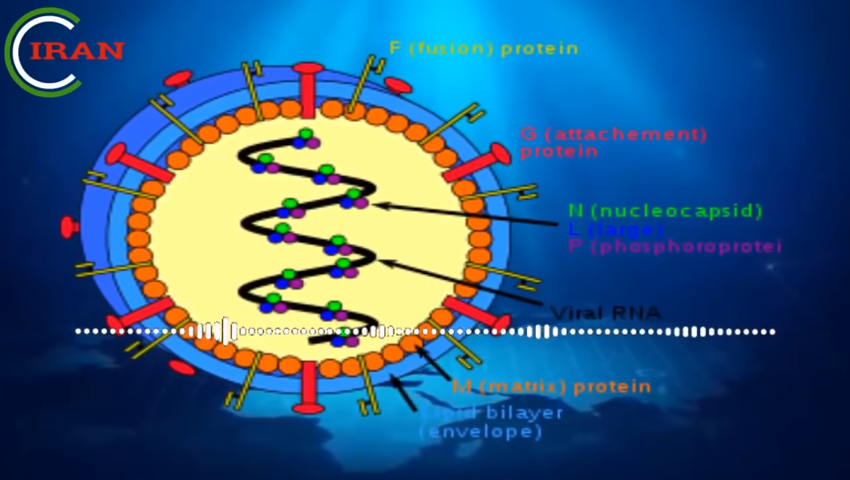 IRAN
F (fusion) protein
G (attachement)
protein
N (nucleocapsid)
L (large)
P (phosphoroprotei
Viral RNA
M (matrix) protein
Lipid bilayer
(envelope)